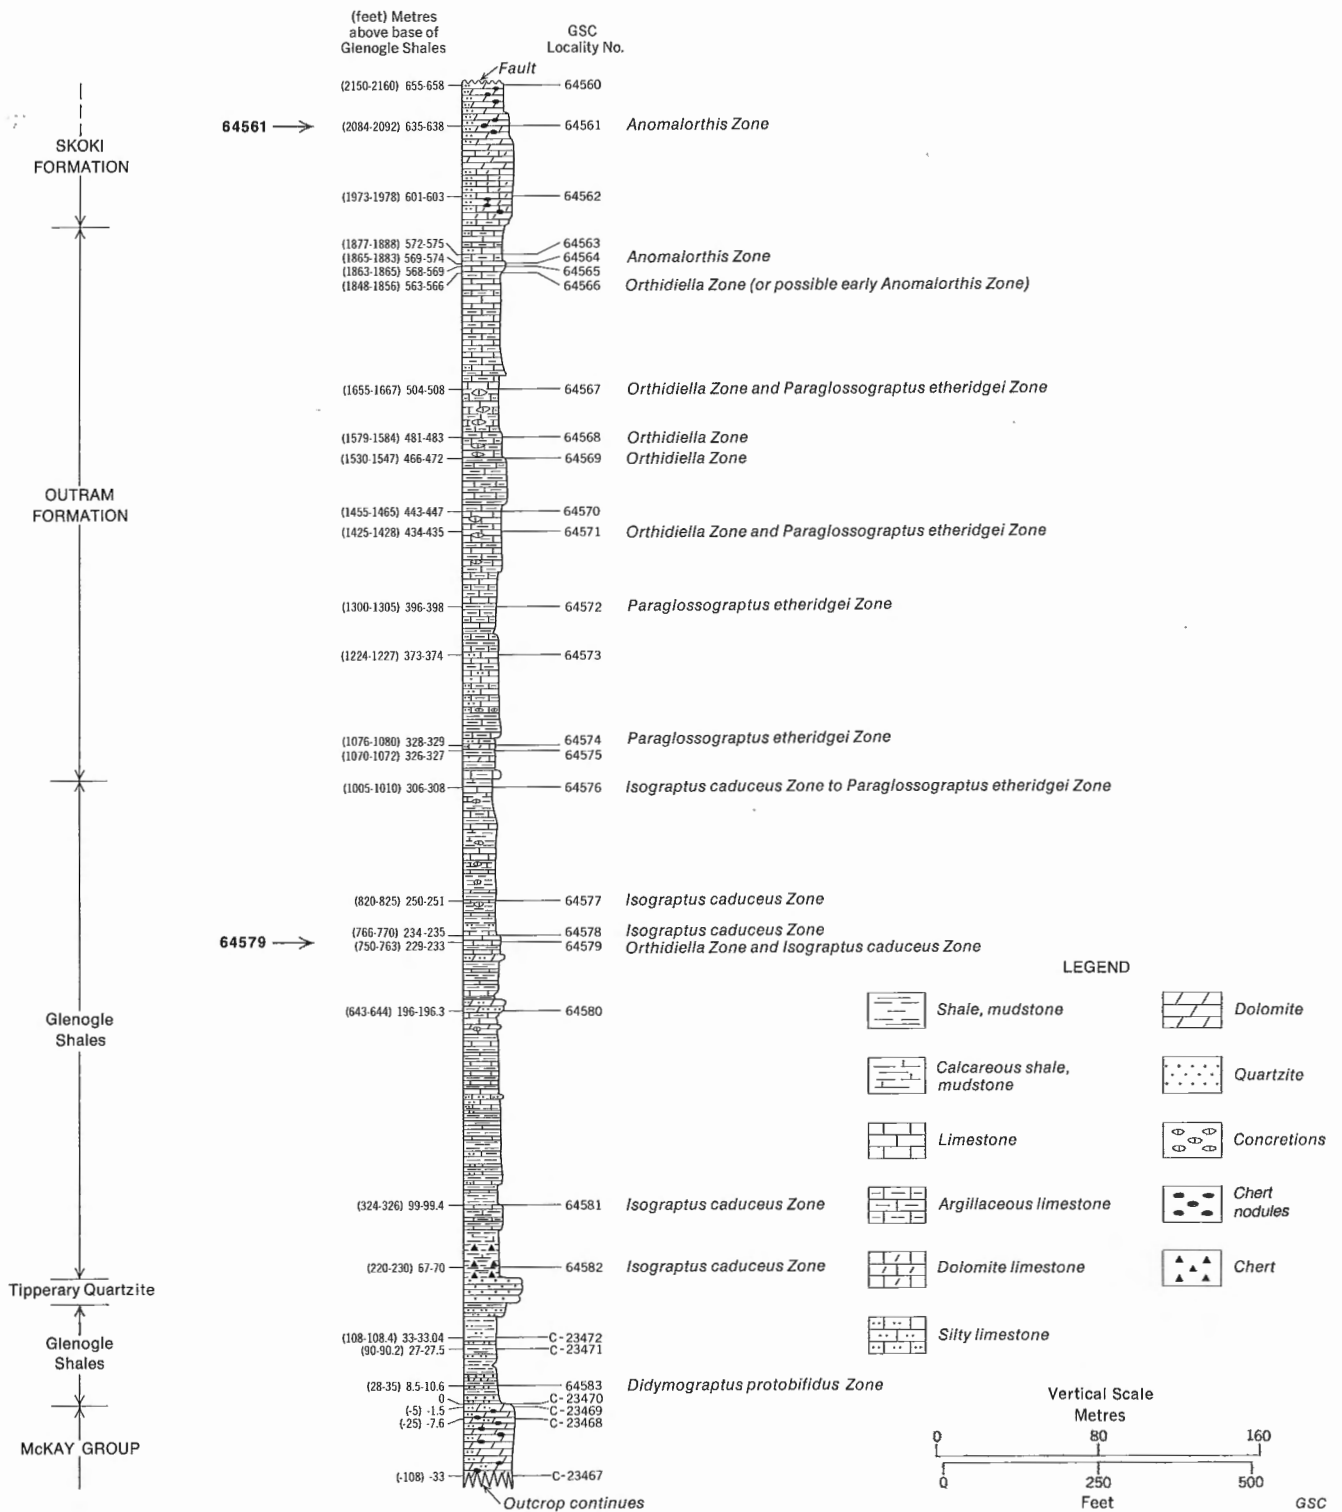 (feet) Metres
above base of
Glenogle Shales
GSC
Locality No.
Fault
(2150-2160) 655-658 64560
64561 (2084-2092) 635-638 64561 Anomalorthis Zone
SKOKI
FORMATION
(1973-1978) 601-603 64562
(1877-1888) 572-575 64563
(1865-1883) 569-574 64564 Anomalorthis Zone
(1863-1865) 568-569 64565
(1848-1856) 563-566 64566 Orthidiella Zone (or possible early Anomalorthis Zone)
(1655-1667) 504-508 64567 Orthidiella Zone and Paraglossograptus etheridgei Zone
(1579-1584) 481-483 64568 Orthidiella Zone
(1530-1547) 466-472 64569 Orthidiella Zone
OUTRAM
FORMATION
(1455-1465) 443-447 64570
(1425-1428) 434-435 64571 Orthidiella Zone and Paraglossograptus etheridgei Zone
(1300-1305) 396-398 64572 Paraglossograptus etheridgei Zone
(1224-1227) 373-374 64573
(1076-1080) 328-329 64574 Paraglossograptus etheridgei Zone
(1070-1072) 326-327 64575
(1005-1010) 306-308 64576 Isograptus caduceus Zone to Paraglossograptus etheridgei Zone
(820-825) 250-251 64577 Isograptus caduceus Zone
(766-770) 234-235 64578 Isograptus caduceus Zone
64579 (750-763) 229-233 64579 Orthidiella Zone and Isograptus caduceus Zone
(643-644) 196-196.3 64580
Glenogle
Shales
(324-326) 99-99.4 64581 Isograptus caduceus Zone
(220-230) 67-70 64582 Isograptus caduceus Zone
Tipperary Quartzite
(108-108.4) 33-33.04 C-23472
(90-90.2) 27-27.5 C-23471
Glenogle
Shales
(28-35) 8.5-10.6 64583 Didymograptus protobifidus Zone
0 C-23470
(-5) -1.5 C-23469
(-25) -7.6 C-23468
McKAY GROUP
(-108) -33 C-23467
Outcrop continues
LEGEND
Shale, mudstone
Dolomite
Calcareous shale,
mudstone
Quartzite
Limestone
Concretions
Argillaceous limestone
Chert
nodules
Dolomite limestone
Chert
Silty limestone
Vertical Scale
Metres
0 80 160
0 250 500
Feet
GSC